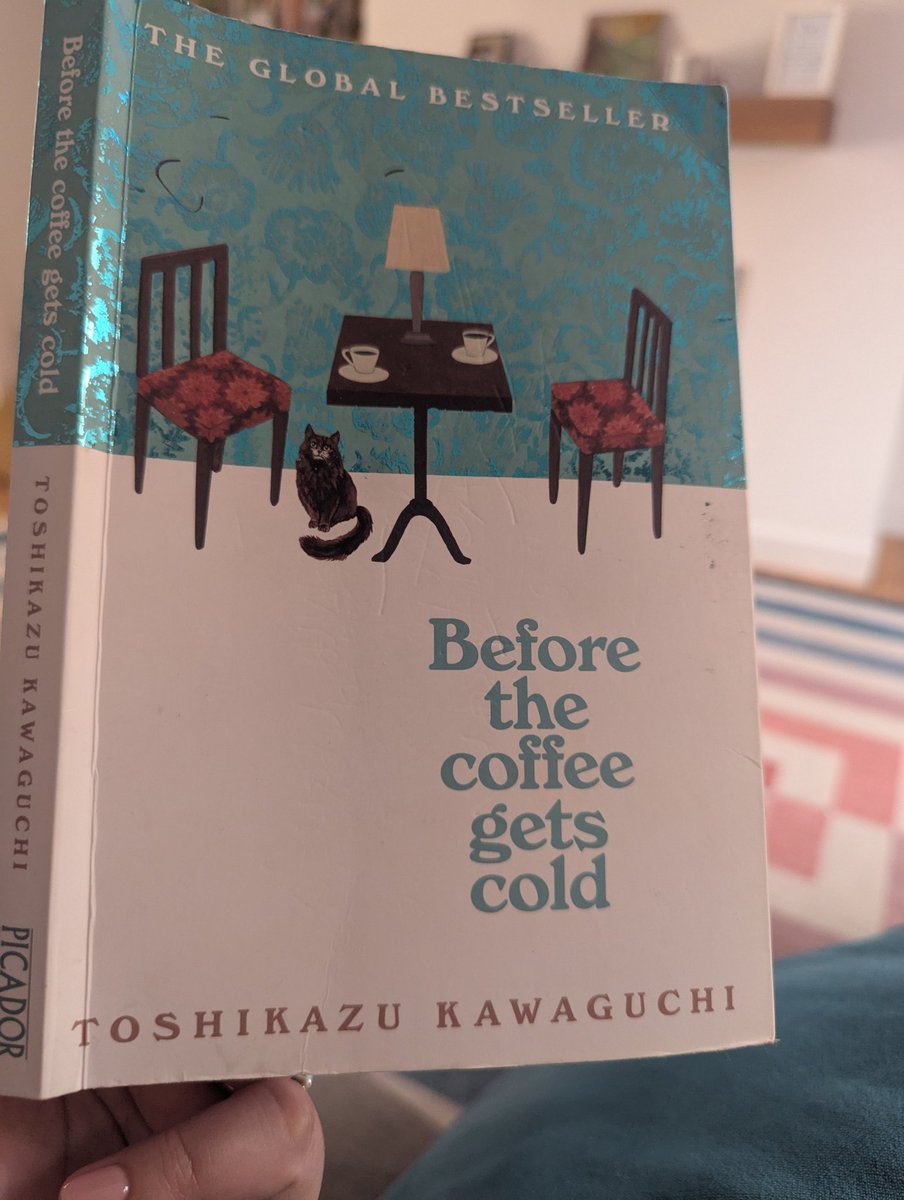 THE GLOBAL BESTSELLER
Before
the
coffee
gets
cold
TOSHIKAZU KAWAGUCHI
Before the coffee gets cold
TOSHIKAZU KAWAGUCHI
PICADOR